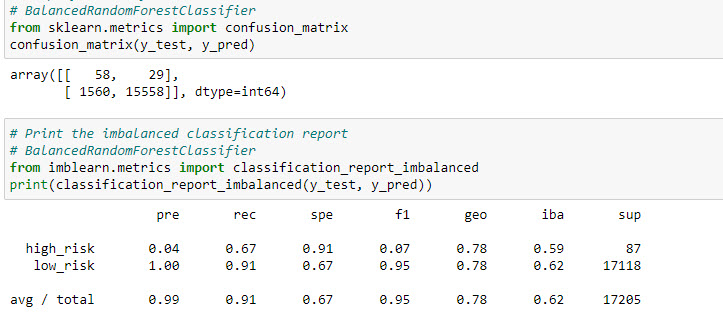 # BalancedRandomForestClassifier
from sklearn.metrics import confusion_matrix
confusion_matrix(y_test, y_pred)
array([[   58,    29],
       [ 1560, 15558]], dtype=int64)
# Print the imbalanced classification report
# BalancedRandomForestClassifier
from imblearn.metrics import classification_report_imbalanced
print(classification_report_imbalanced(y_test, y_pred))
pre rec spe f1 geo iba sup
high_risk 0.04 0.67 0.91 0.07 0.78 0.59 87
low_risk 1.00 0.91 0.67 0.95 0.78 0.62 17118
avg / total 0.99 0.91 0.67 0.95 0.78 0.62 17205